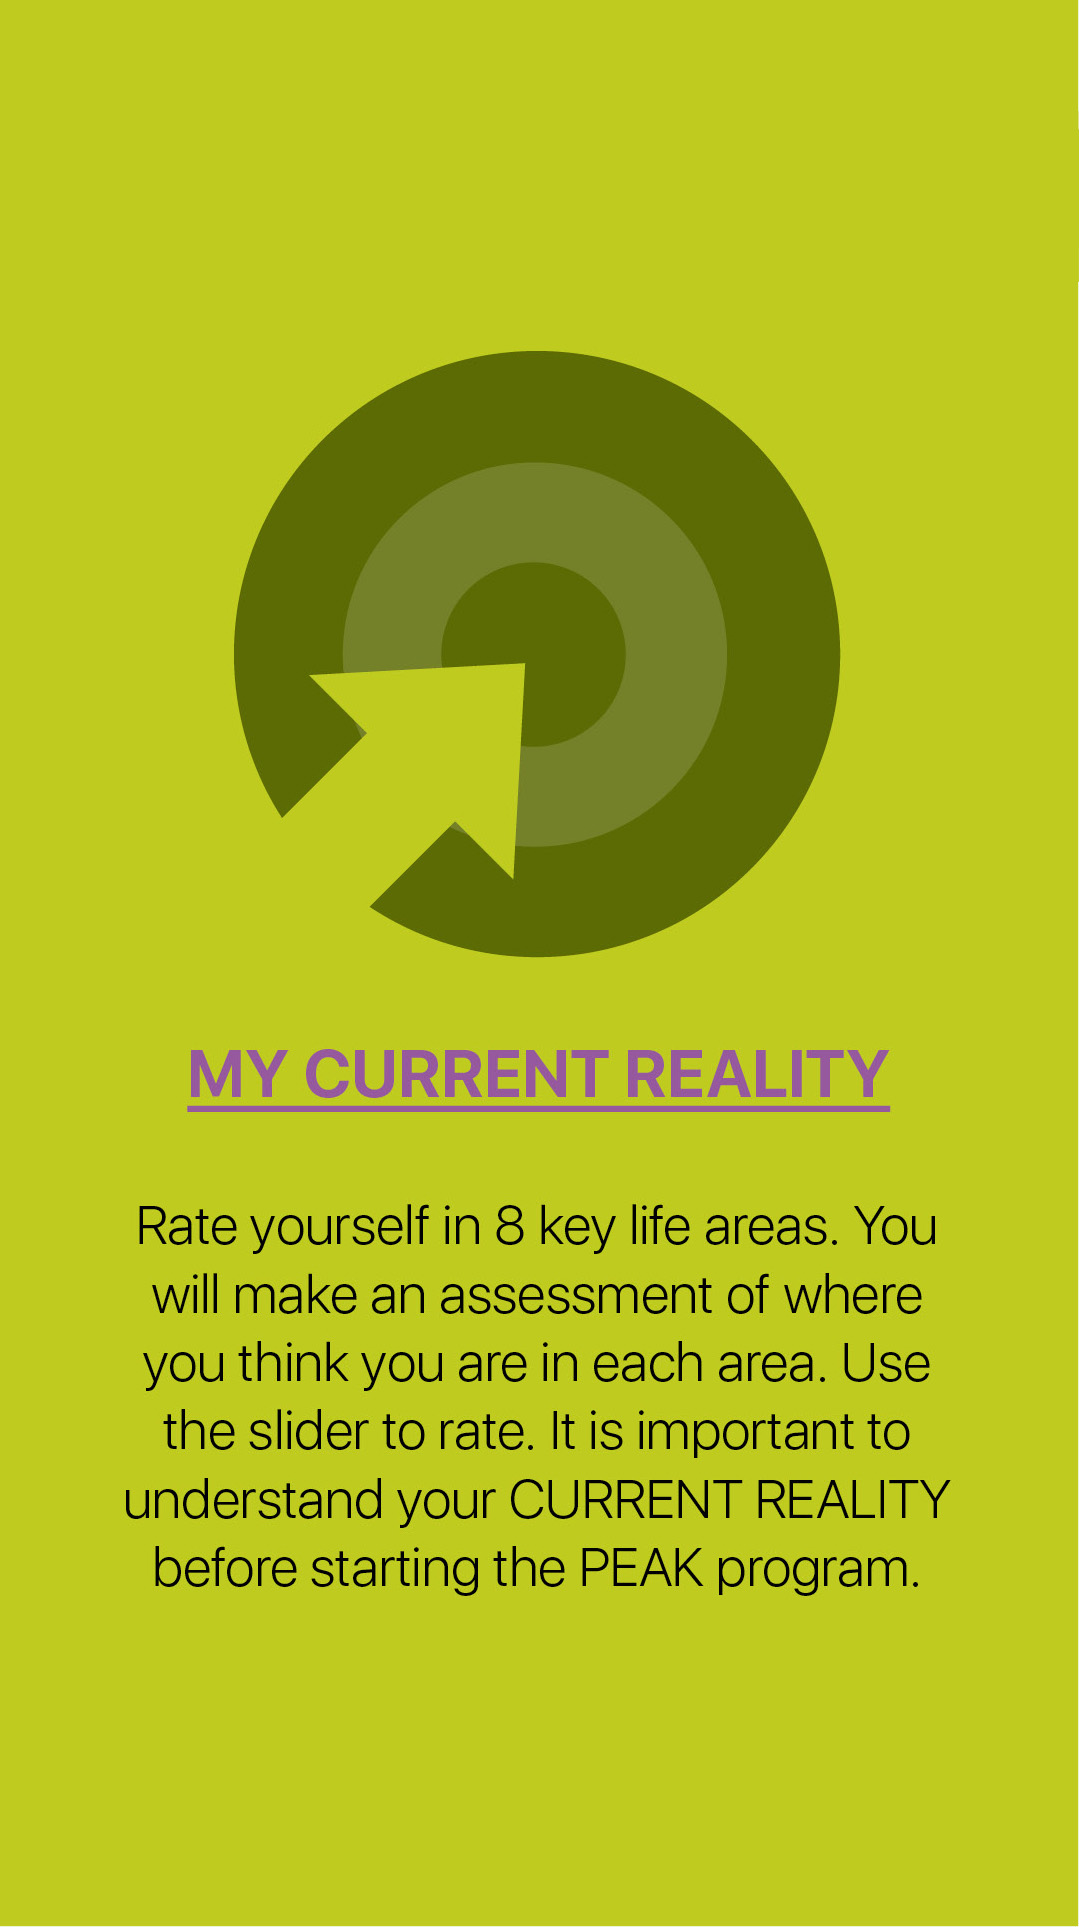 MY CURRENT REALITY
Rate yourself in 8 key life areas. You
will make an assessment of where
you think you are in each area. Use
the slider to rate. It is important to
understand your CURRENT REALITY
before starting the PEAK program.